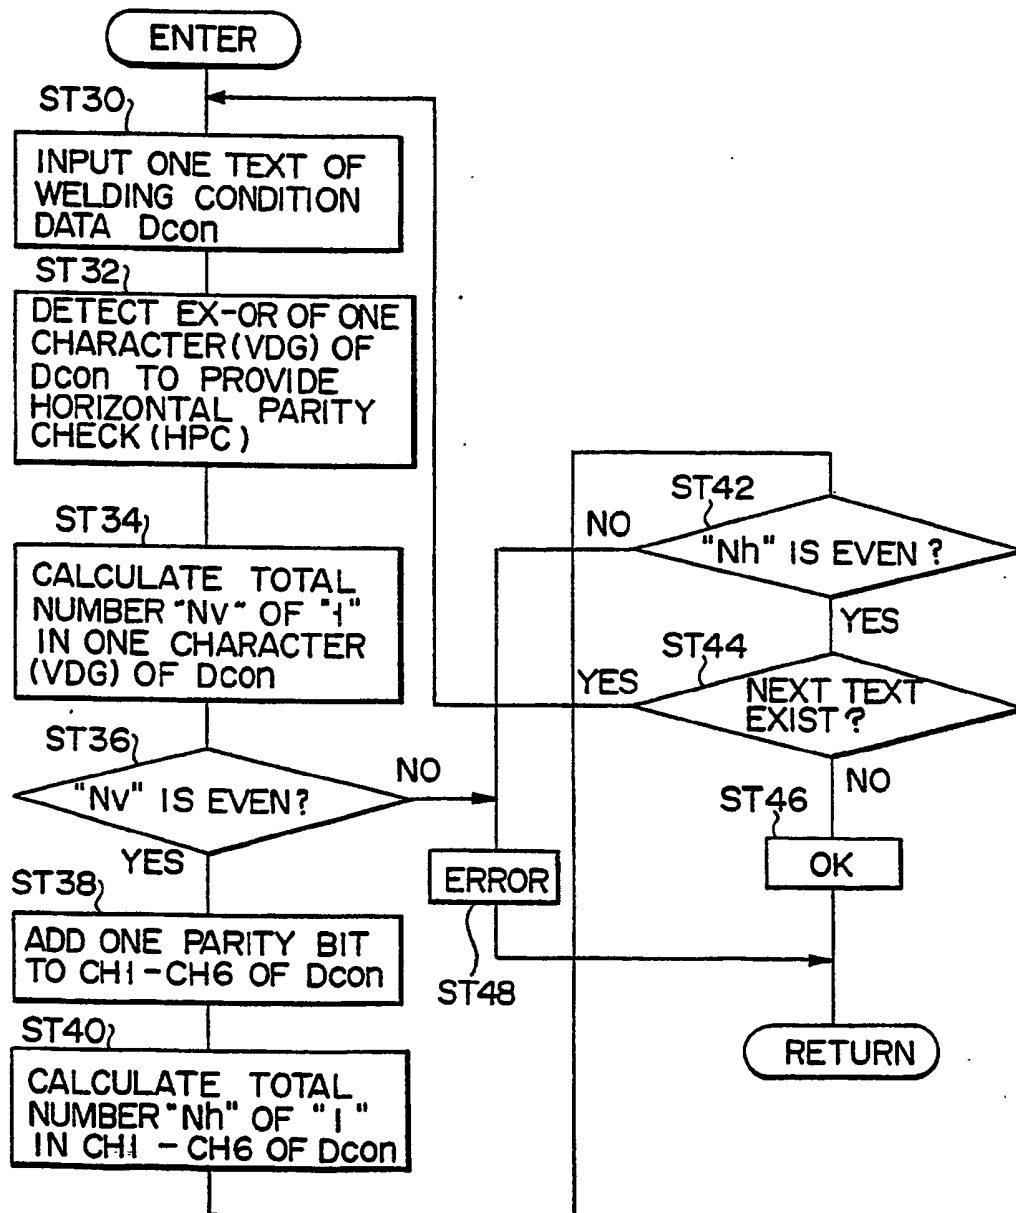 ENTER
ST30
INPUT ONE TEXT OF
WELDING CONDITION
DATA Dcon
ST32
DETECT EX-OR OF ONE
CHARACTER (VDG) OF
Dcon TO PROVIDE
HORIZONTAL PARITY
CHECK (HPC)
ST34
CALCULATE TOTAL
NUMBER "Nv" OF "1"
IN ONE CHARACTER
(VDG) OF Dcon
ST36
"Nv" IS EVEN?
NO
YES
ST38
ADD ONE PARITY BIT
TO CH1-CH6 OF Dcon
ST40
CALCULATE TOTAL
NUMBER "Nh" OF "1"
IN CH1 - CH6 OF Dcon
ST42
NO
"Nh" IS EVEN?
YES
ST44
YES
NEXT TEXT
EXIST?
NO
ST46
OK
ERROR
ST48
RETURN